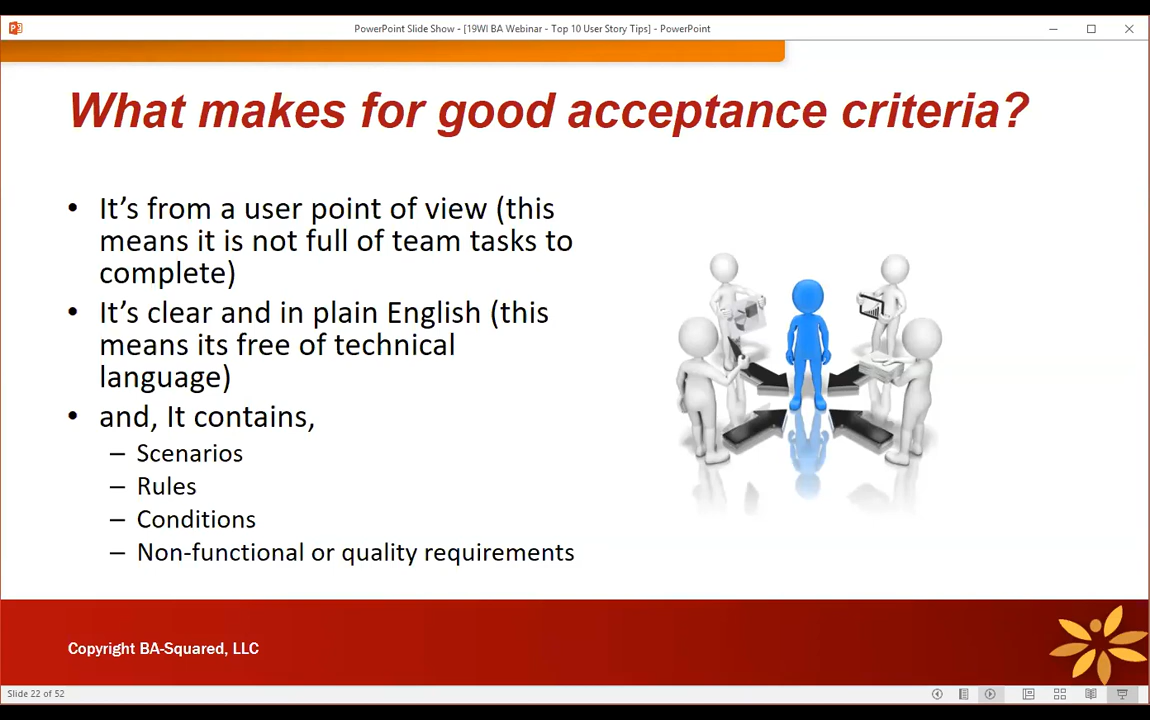 PowerPoint Slide Show - [19WI BA Webinar - Top 10 User Story Tips] - PowerPoint
What makes for good acceptance criteria?
• It’s from a user point of view (this
means it is not full of team tasks to
complete)
• It’s clear and in plain English (this
means its free of technical
language)
• and, It contains,
– Scenarios
– Rules
– Conditions
– Non-functional or quality requirements
Copyright BA-Squared, LLC
Slide 22 of 52